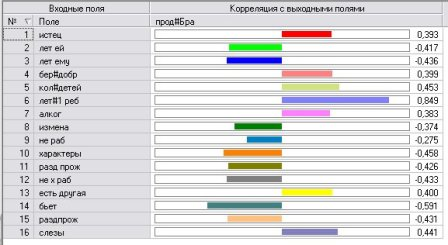 Входные поля Корреляция с выходными полями
№ Поле прод#Бра
1 истец 0,393
2 лет ей -0,417
3 лет ему -0,436
4 бер#добр 0,399
5 кол#детей 0,453
6 лет#1 реб 0,849
7 алког 0,383
8 измена -0,374
9 не раб -0,275
10 характеры -0,458
11 разд прож -0,426
12 не х раб -0,433
13 есть другая 0,400
14 бьет -0,591
15 раздпрож -0,431
16 слезы 0,441